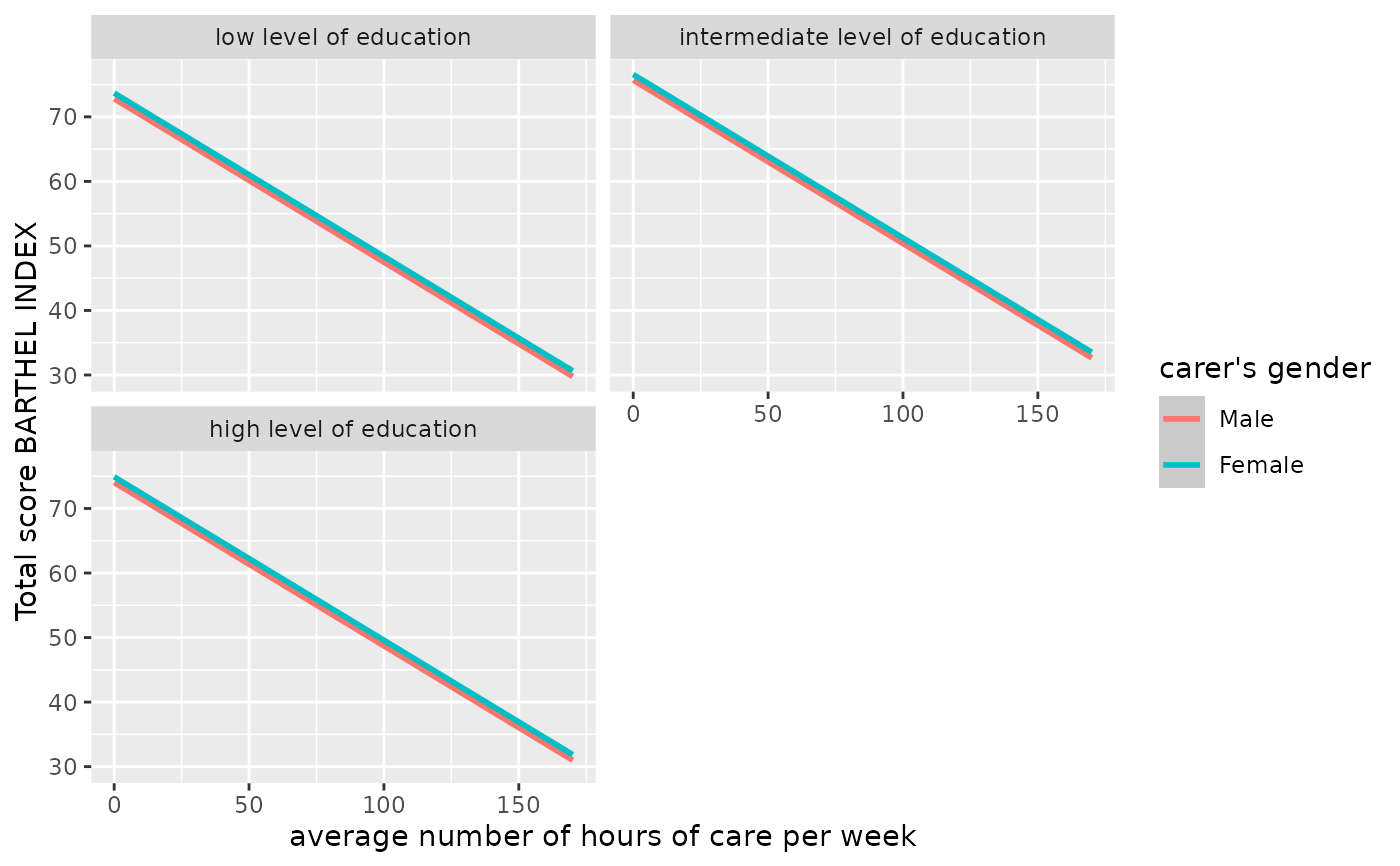 low level of education
intermediate level of education
70
60
50
40
30
0 50 100 150
high level of education
70
60
50
40
30
0 50 100 150
average number of hours of care per week
Total score BARTHEL INDEX
carer's gender
Male
Female